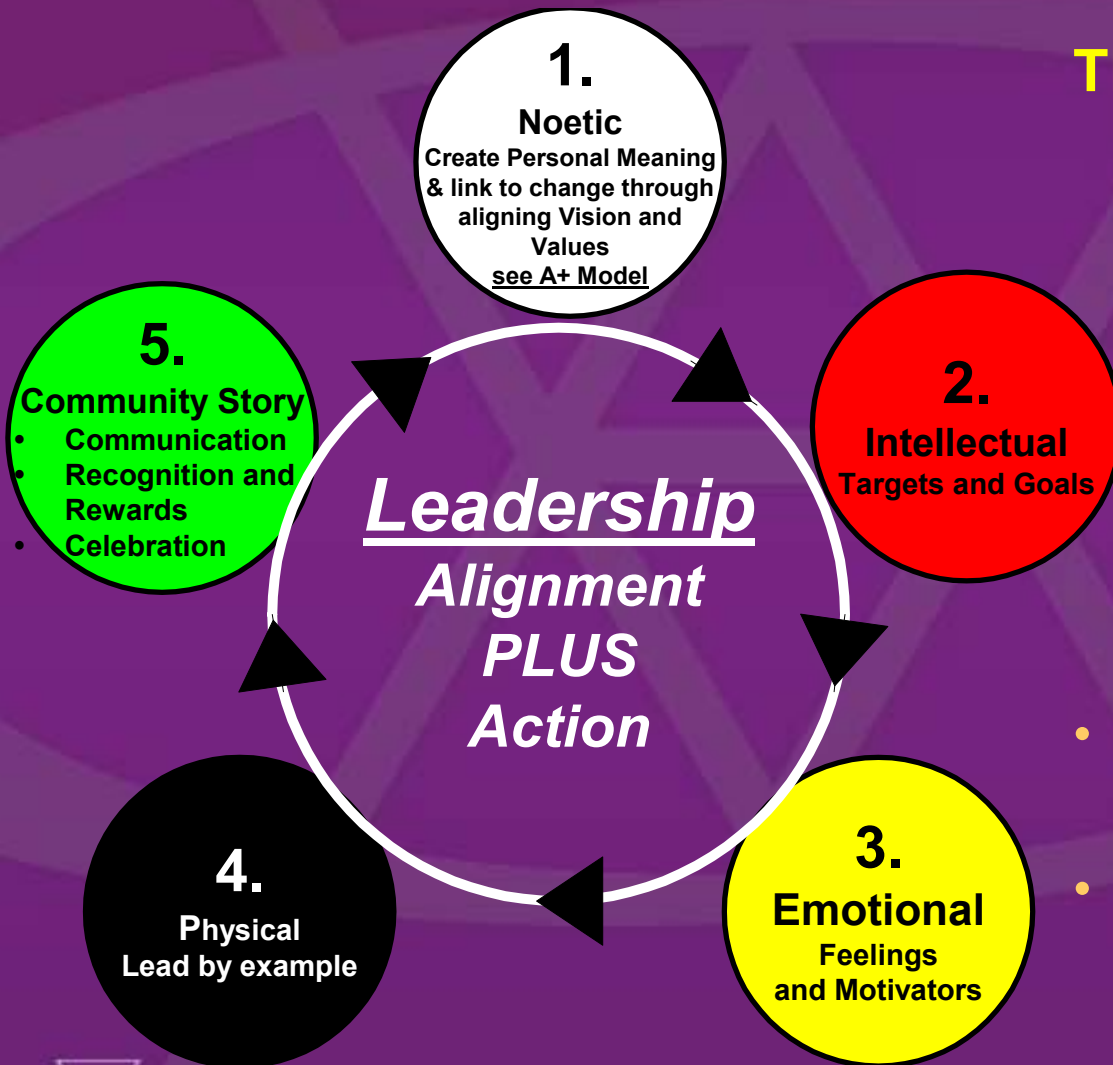 1.
Noetic
Create Personal Meaning
& link to change through
aligning Vision and
Values
see A+ Model
2.
Intellectual
Targets and Goals
3.
Emotional
Feelings
and Motivators
4.
Physical
Lead by example
5.
Community Story
• Communication
• Recognition and
Rewards
• Celebration
Leadership
Alignment
PLUS
Action
T
•
•